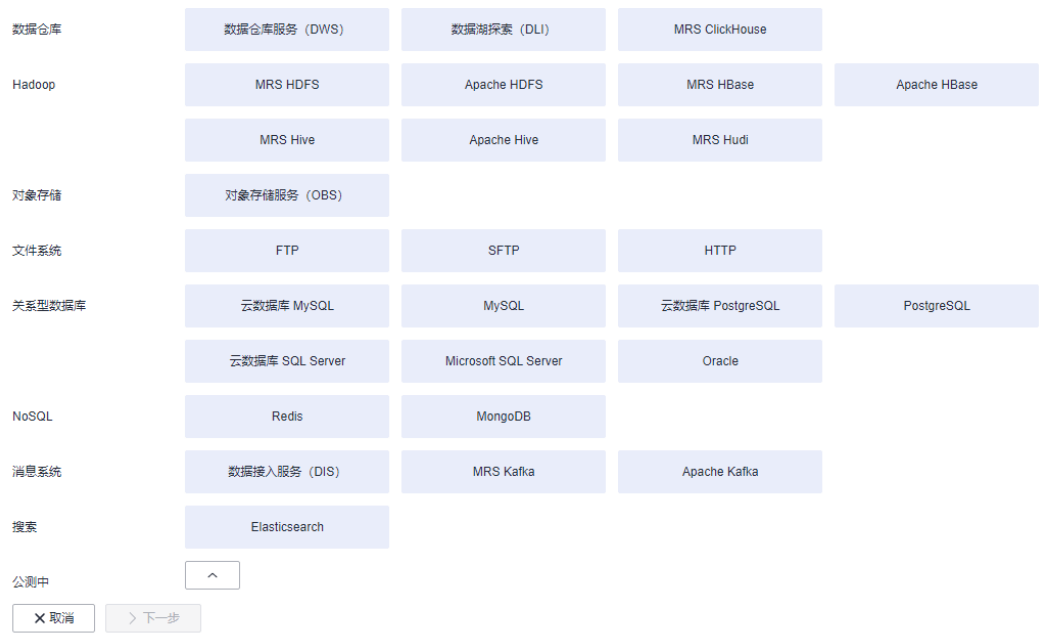 数据仓库 数据仓库服务（DWS） 数据湖探索（DLI） MRS ClickHouse
Hadoop MRS HDFS Apache HDFS MRS HBase Apache HBase
MRS Hive Apache Hive MRS Hudi
对象存储 对象存储服务（OBS）
文件系统 FTP SFTP HTTP
关系型数据库 云数据库 MySQL MySQL 云数据库 PostgreSQL PostgreSQL
云数据库 SQL Server Microsoft SQL Server Oracle
NoSQL Redis MongoDB
消息系统 数据接入服务（DIS） MRS Kafka Apache Kafka
搜索 Elasticsearch
公测中
取消 下一步